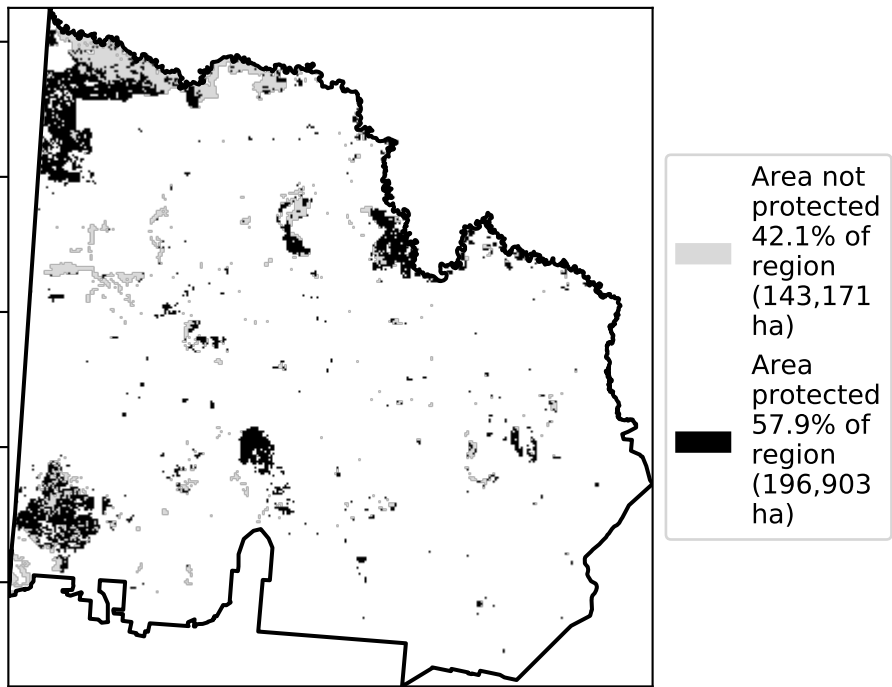 Area not
protected
42.1% of
region
(143,171
ha)
Area
protected
57.9% of
region
(196,903
ha)